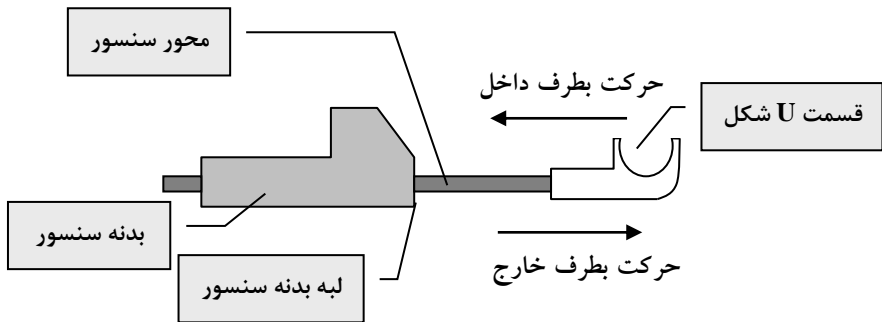 محور سنسور
حرکت بطرف داخل
قسمت U شکل
بدنه سنسور
لبه بدنه سنسور
حرکت بطرف خارج